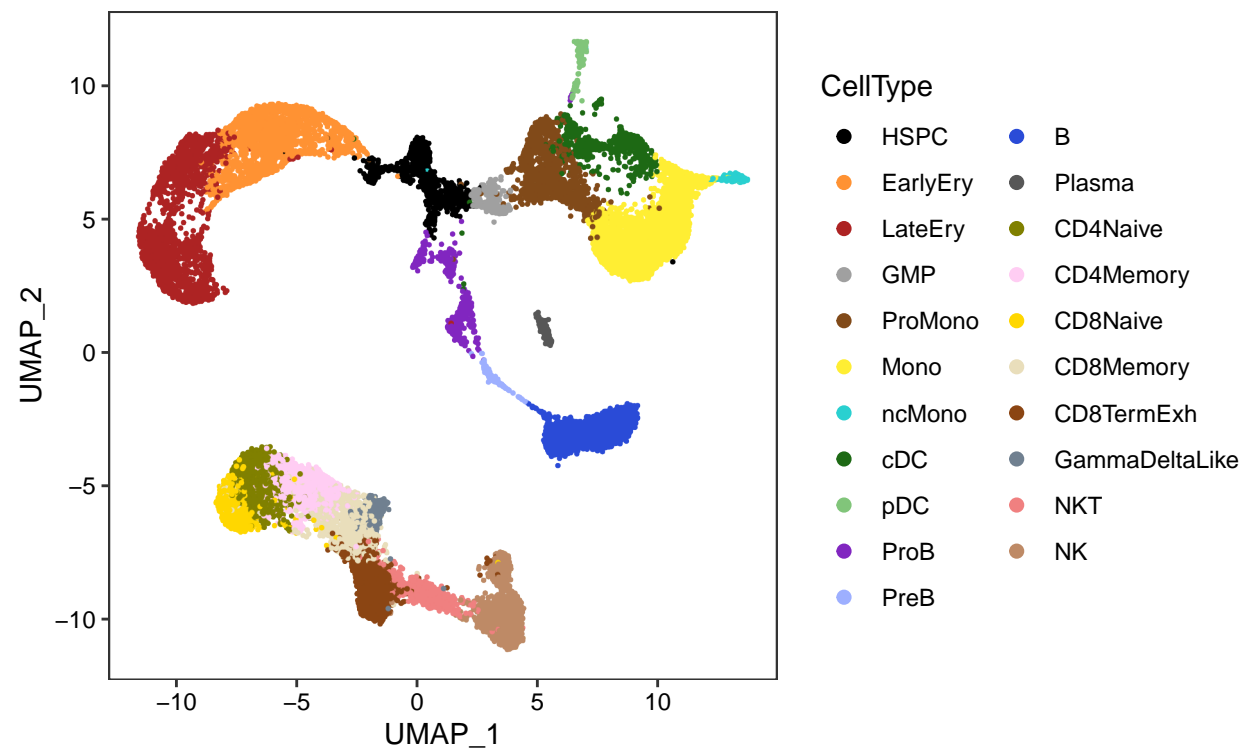 CellType
HSPC
EarlyEry
LateEry
GMP
ProMono
Mono
ncMono
cDC
pDC
ProB
PreB
B
Plasma
CD4Naive
CD4Memory
CD8Naive
CD8Memory
CD8TermExh
GammaDeltaLike
NKT
NK
UMAP_2
10
5
0
−5
−10
−10 −5 0 5 10
UMAP_1